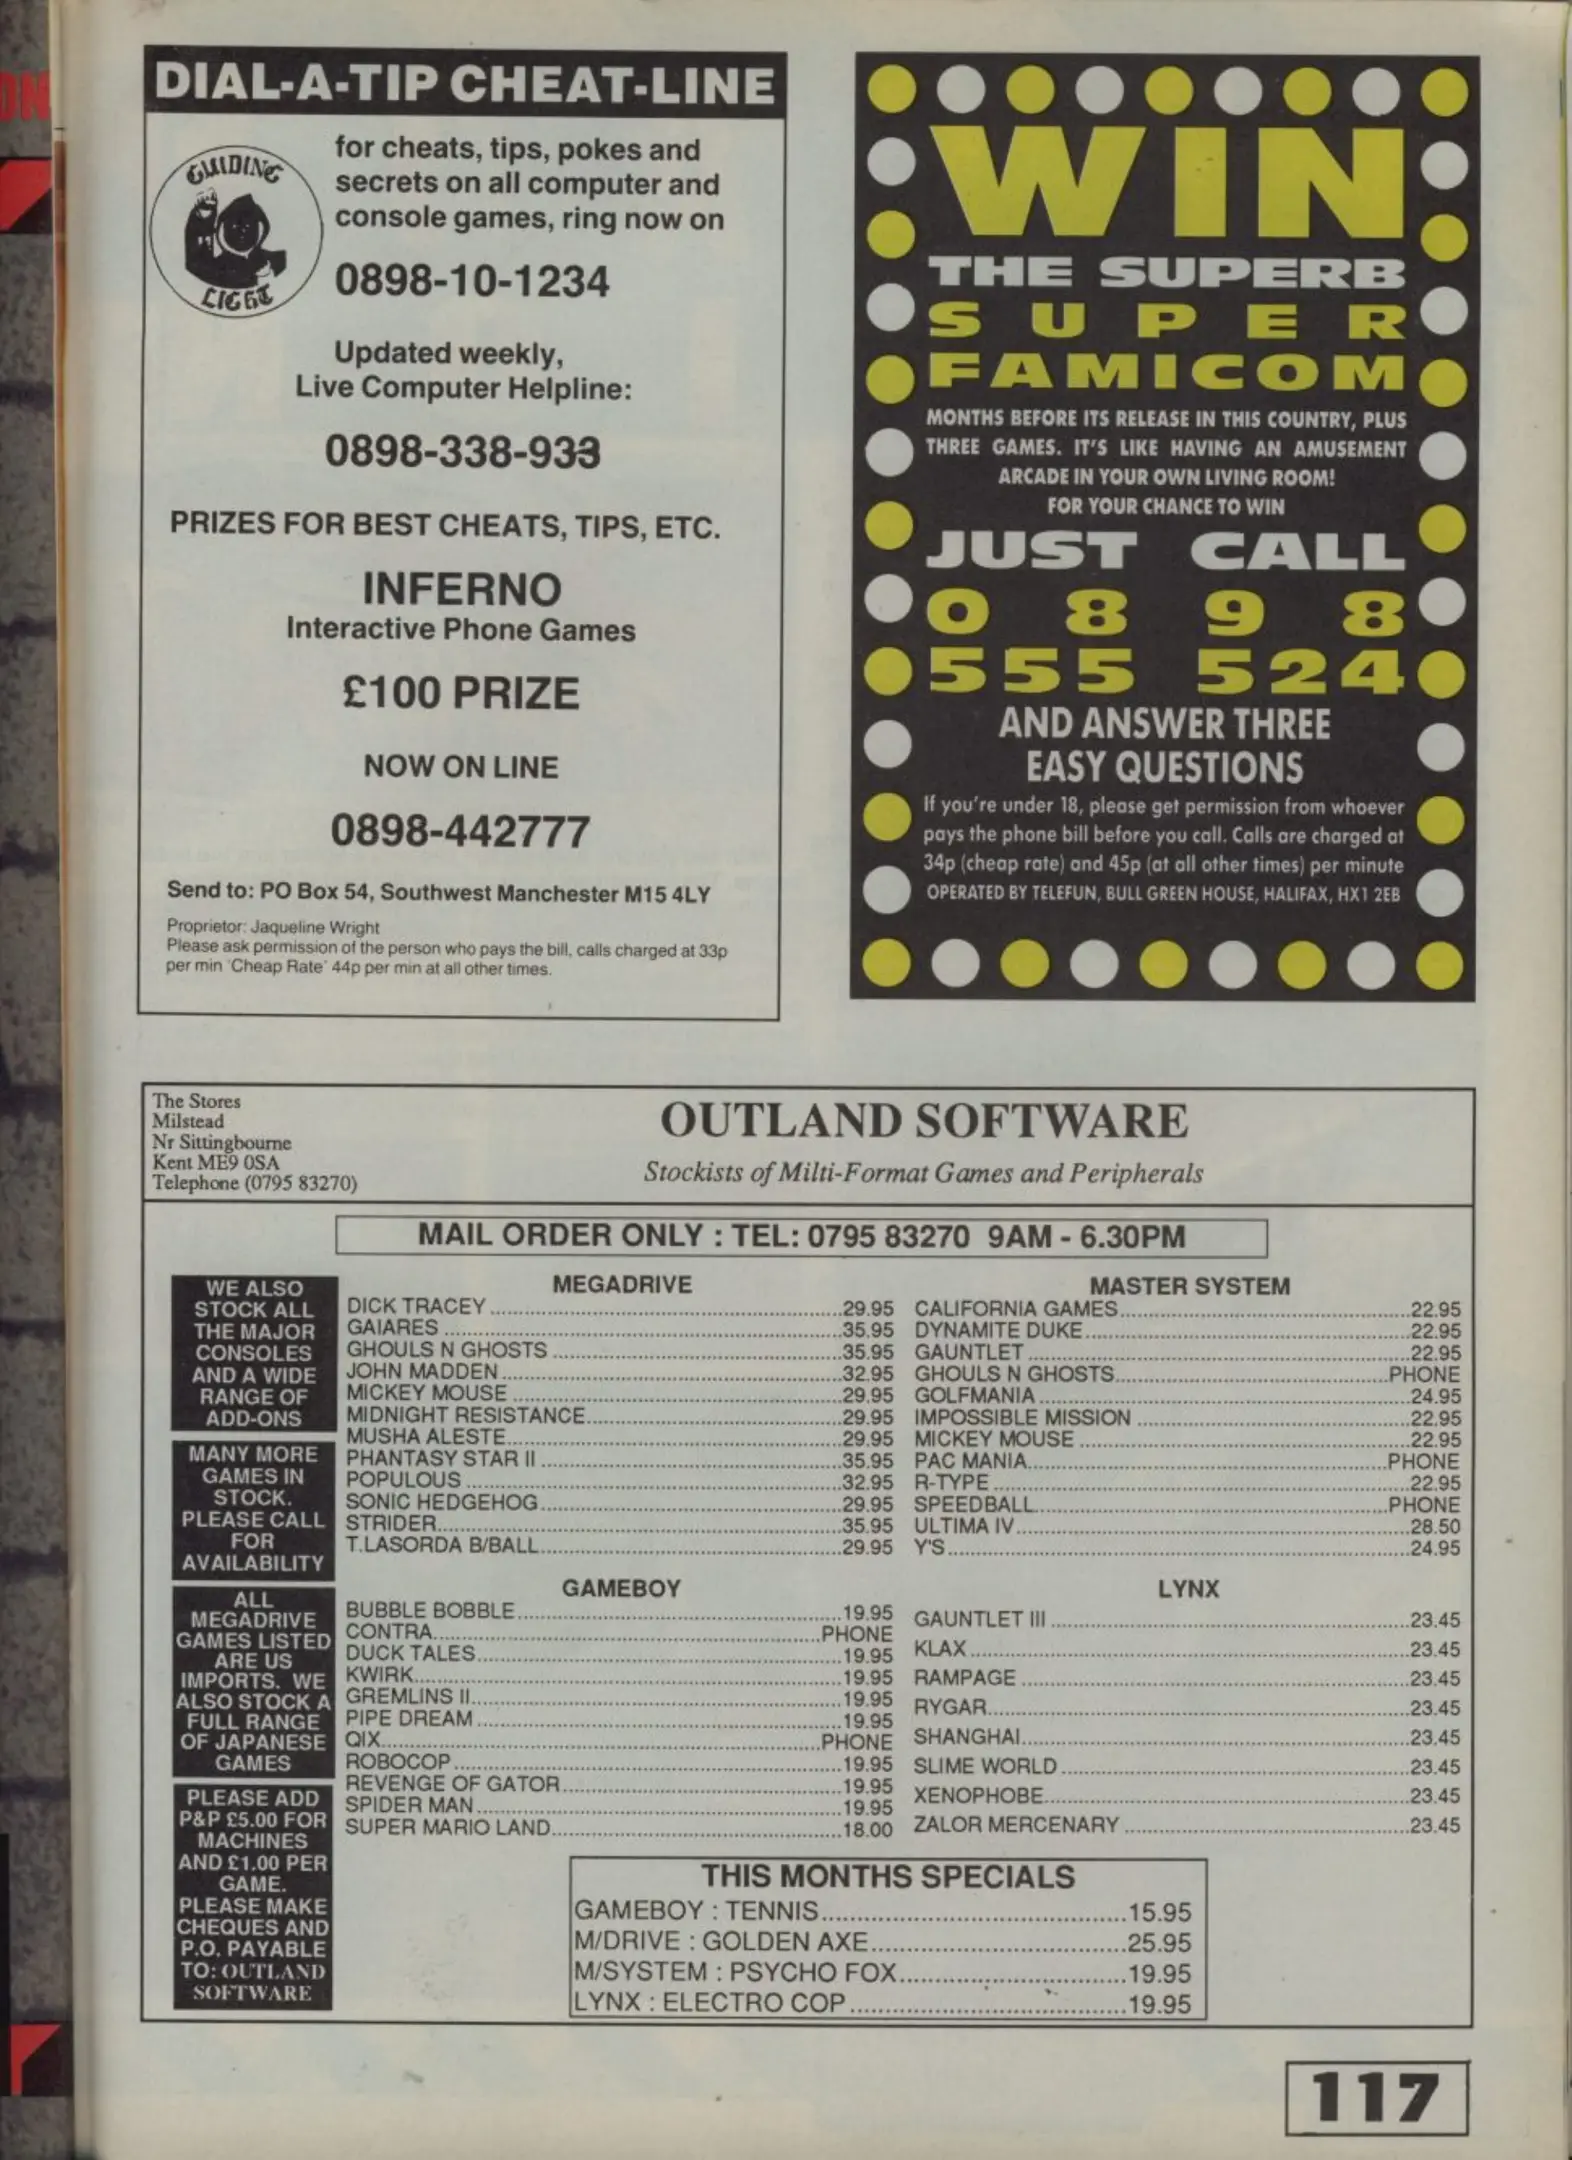 DIAL-A-TIP CHEAT-LINE
GUIDING
LIGHT
for cheats, tips, pokes and
secrets on all computer and
console games, ring now on
0898-10-1234
Updated weekly,
Live Computer Helpline:
0898-338-933
PRIZES FOR BEST CHEATS, TIPS, ETC.
INFERNO
Interactive Phone Games
£100 PRIZE
NOW ON LINE
0898-442777
Send to: PO Box 54, Southwest Manchester M15 4LY
Proprietor: Jaqueline Wright
Please ask permission of the person who pays the bill, calls charged at 33p
per min 'Cheap Rate' 44p per min at all other times.
WIN
THE SUPERB
SUPER
FAMICOM
MONTHS BEFORE ITS RELEASE IN THIS COUNTRY, PLUS
THREE GAMES. IT'S LIKE HAVING AN AMUSEMENT
ARCADE IN YOUR OWN LIVING ROOM!
FOR YOUR CHANCE TO WIN
JUST CALL
0898
555 524
AND ANSWER THREE
EASY QUESTIONS
If you're under 18, please get permission from whoever
pays the phone bill before you call. Calls are charged at
34p (cheap rate) and 45p (at all other times) per minute
OPERATED BY TELEFUN, BULL GREEN HOUSE, HALIFAX, HX1 2EB
The Stores
Milstead
Nr Sittingbourne
Kent ME9 0SA
Telephone (0795 83270)
OUTLAND SOFTWARE
Stockists of Milti-Format Games and Peripherals
MAIL ORDER ONLY : TEL: 0795 83270 9AM - 6.30PM
WE ALSO
STOCK ALL
THE MAJOR
CONSOLES
AND A WIDE
RANGE OF
ADD-ONS
MANY MORE
GAMES IN
STOCK.
PLEASE CALL
FOR
AVAILABILITY
ALL
MEGADRIVE
GAMES LISTED
ARE US
IMPORTS. WE
ALSO STOCK A
FULL RANGE
OF JAPANESE
GAMES
PLEASE ADD
P&P £5.00 FOR
MACHINES
AND £1.00 PER
GAME.
PLEASE MAKE
CHEQUES AND
P.O. PAYABLE
TO: OUTLAND
SOFTWARE
MEGADRIVE
DICK TRACEY 29.95
GAIARES 35.95
GHOULS N GHOSTS 35.95
JOHN MADDEN 32.95
MICKEY MOUSE 29.95
MIDNIGHT RESISTANCE 29.95
MUSHA ALESTE 29.95
PHANTASY STAR II 35.95
POPULOUS 32.95
SONIC HEDGEHOG 29.95
STRIDER 35.95
T.LASORDA B/BALL 29.95
MASTER SYSTEM
CALIFORNIA GAMES 22.95
DYNAMITE DUKE 22.95
GAUNTLET 22.95
GHOULS N GHOSTS PHONE
GOLFMANIA 24.95
IMPOSSIBLE MISSION 22.95
MICKEY MOUSE 22.95
PAC MANIA PHONE
R-TYPE 22.95
SPEEDBALL PHONE
ULTIMA IV 28.50
Y'S 24.95
GAMEBOY
BUBBLE BOBBLE 19.95
CONTRA PHONE
DUCK TALES 19.95
KWIRK 19.95
GREMLINS II 19.95
PIPE DREAM 19.95
QIX PHONE
ROBOCOP 19.95
REVENGE OF GATOR 19.95
SPIDER MAN 19.95
SUPER MARIO LAND 18.00
LYNX
GAUNTLET III 23.45
KLAX 23.45
RAMPAGE 23.45
RYGAR 23.45
SHANGHAI 23.45
SLIME WORLD 23.45
XENOPHOBE 23.45
ZALOR MERCENARY 23.45
THIS MONTHS SPECIALS
GAMEBOY : TENNIS 15.95
M/DRIVE : GOLDEN AXE 25.95
M/SYSTEM : PSYCHO FOX 19.95
LYNX : ELECTRO COP 19.95
117